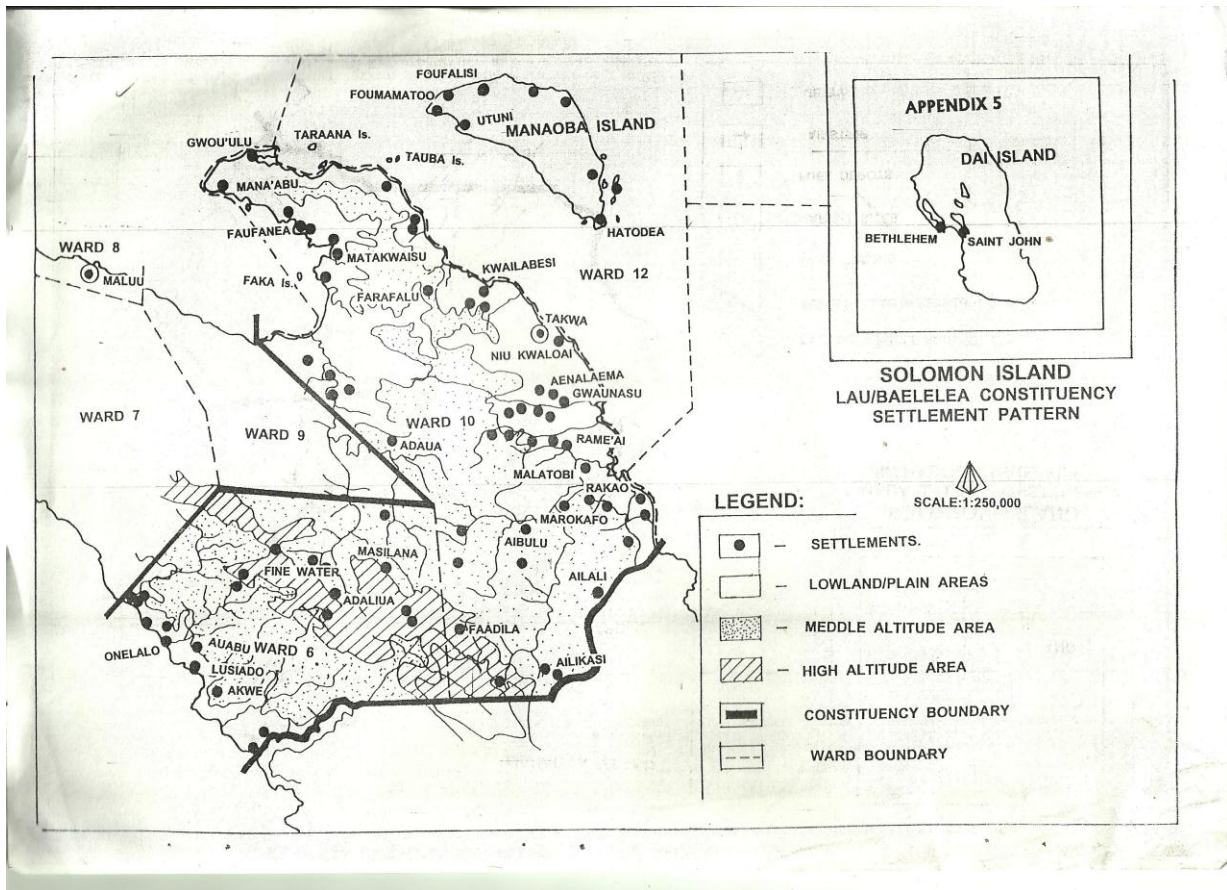 FOUFALISI
FOUMAMATOO
UTUNI
MANAOBA ISLAND
HATODEA
GWOU'ULU
TARAANA Is.
TAUBA Is.
MANA'ABU
FAUFANEA
MATAKWAISU
FAKA Is.
FARAFALU
KWAILABESI
WARD 12
WARD 8
MALUU
TAKWA
NIU KWALOAI
AENALAEMA
GWAUNASU
WARD 7
WARD 9
WARD 10
ADAUA
RAME'AI
MALATOBI
RAKAO
MAROKAFO
AIBULU
MASILANA
FINE WATER
ADALIUA
AILALI
FAADILA
AILIKASI
ONELALO
AUABU
WARD 6
LUSIADO
AKWE
APPENDIX 5
DAI ISLAND
BETHLEHEM
SAINT JOHN
SOLOMON ISLAND
LAU/BAELELEA CONSTITUENCY
SETTLEMENT PATTERN
SCALE:1:250,000
LEGEND:
SETTLEMENTS.
LOWLAND/PLAIN AREAS
MEDDLE ALTITUDE AREA
HIGH ALTITUDE AREA
CONSTITUENCY BOUNDARY
WARD BOUNDARY